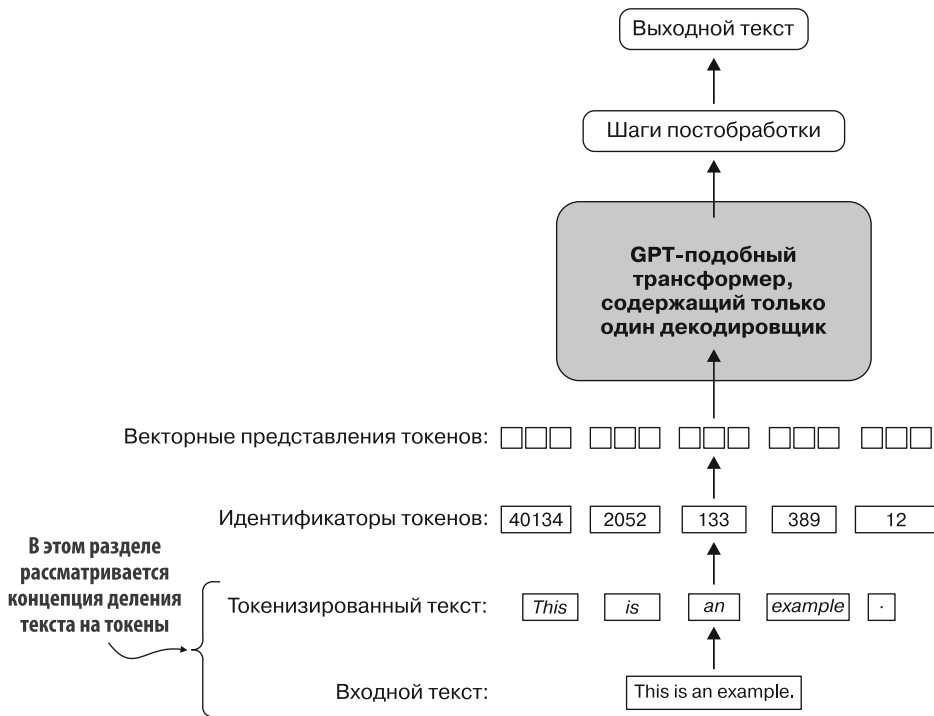 Выходной текст
Шаги постобработки
GPT-подобный
трансформер,
содержащий только
один декодировщик
Векторные представления токенов:
Идентификаторы токенов: 40134 2052 133 389 12
В этом разделе
рассматривается
концепция деления
текста на токены
Токенизированный текст: This is an example .
Входной текст: This is an example.